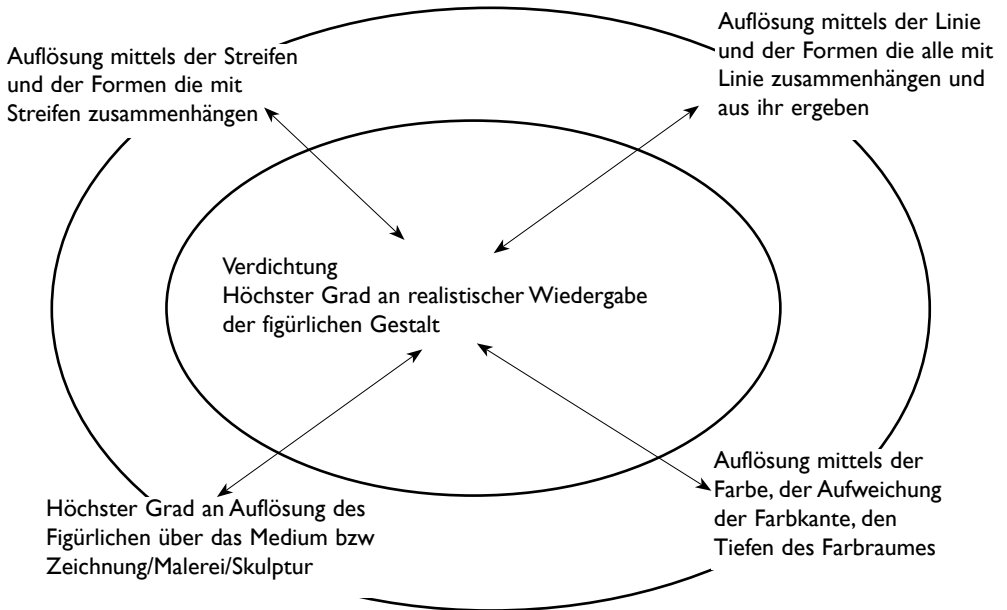 Auflösung mittels der Streifen
und der Formen die mit
Streifen zusammenhängen
Auflösung mittels der Linie
und der Formen die alle mit
Linie zusammenhängen und
aus ihr ergeben
Verdichtung
Höchster Grad an realistischer Wiedergabe
der figürlichen Gestalt
Höchster Grad an Auflösung des
Figürlichen über das Medium bzw
Zeichnung/Malerei/Skulptur
Auflösung mittels der
Farbe, der Aufweichung
der Farbkante, den
Tiefen des Farbraumes